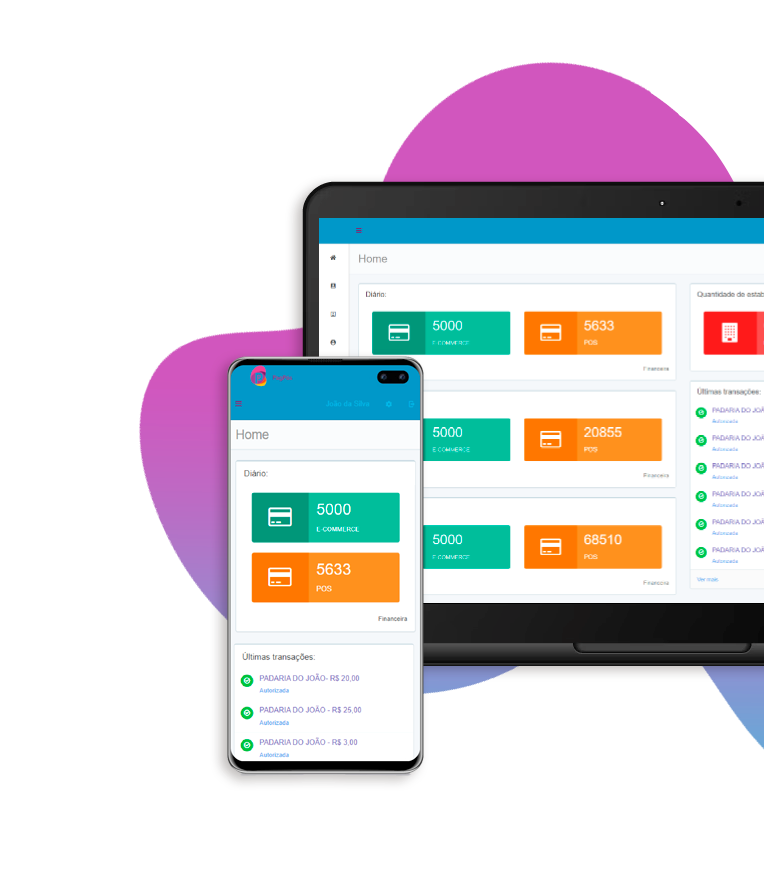 Home
Diário:
5000
E COMMERCE
5633
POS
Financeira
Quantidade de estab
5000
E COMMERCE
20855
POS
Financeira
5000
E COMMERCE
68510
POS
Financeira
Últimas transações:
PADARIA DO JOÃ
Autorizada
PADARIA DO JOÃ
Autorizada
PADARIA DO JOÃ
Autorizada
PADARIA DO JOÃ
Autorizada
PADARIA DO JOÃ
Autorizada
PADARIA DO JOÃ
Autorizada
Ver mais
João da Silva
Home
Diário:
5000
E COMMERCE
5633
POS
Financeira
Últimas transações:
PADARIA DO JOÃO- R$ 20,00
Autorizada
PADARIA DO JOÃO - R$ 25,00
Autorizada
PADARIA DO JOÃO - R$ 3,00
Autorizada